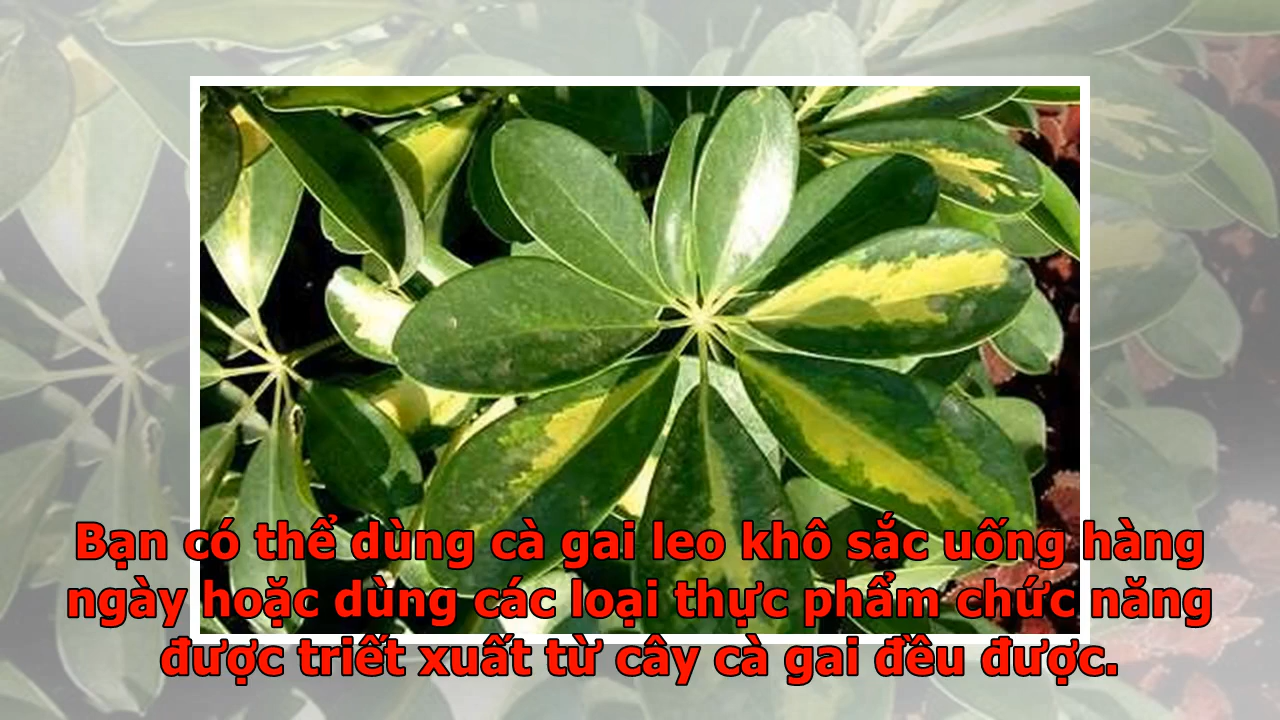 Bạn có thể dùng cà gai leo khô sắc uống hàng
ngày hoặc dùng các loại thực phẩm chức năng
được triết xuất từ cây cà gai đều được.